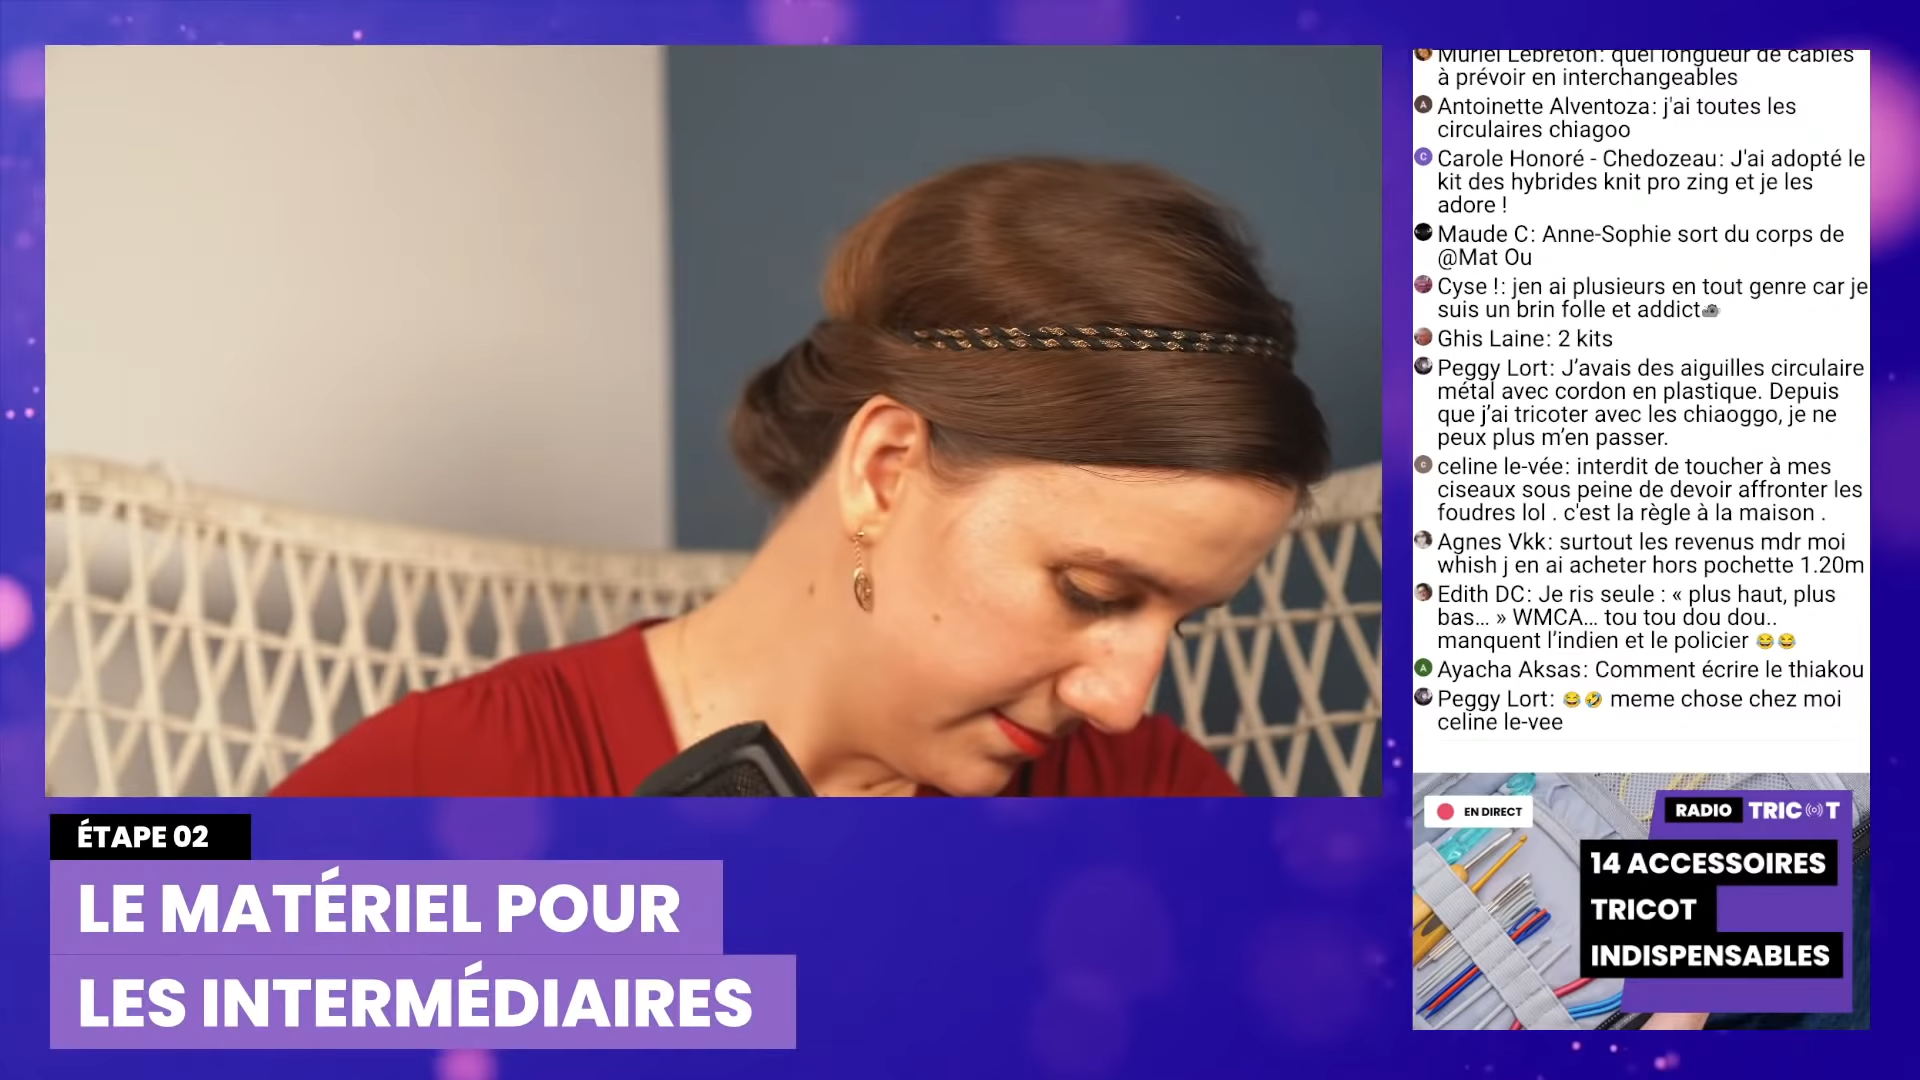 Muriel Lebreton: quel longueur de cables
à prévoir en interchangeables
A Antoinette Alventoza: j'ai toutes les
circulaires chiagoo
C Carole Honoré - Chedozeau: J'ai adopté le
kit des hybrides knit pro zing et je les
adore !
Maude C: Anne-Sophie sort du corps de
@Mat Ou
Cyse !: jen ai plusieurs en tout genre car je
suis un brin folle et addict
Ghis Laine: 2 kits
Peggy Lort: J’avais des aiguilles circulaire
métal avec cordon en plastique. Depuis
que j’ai tricoter avec les chiaoggo, je ne
peux plus m’en passer.
c celine le-vée: interdit de toucher à mes
ciseaux sous peine de devoir affronter les
foudres lol . c'est la règle à la maison .
Agnes Vkk: surtout les revenus mdr moi
whish j en ai acheter hors pochette 1.20m
Edith DC: Je ris seule : « plus haut, plus
bas... » WMCA... tou tou dou dou..
manquent l’indien et le policier 😂😂
A Ayacha Aksas: Comment écrire le thiakou
Peggy Lort: 😂🤣 meme chose chez moi
celine le-vee
EN DIRECT
RADIO TRICOT
14 ACCESSOIRES
TRICOT
INDISPENSABLES
ÉTAPE 02
LE MATÉRIEL POUR
LES INTERMÉDIAIRES